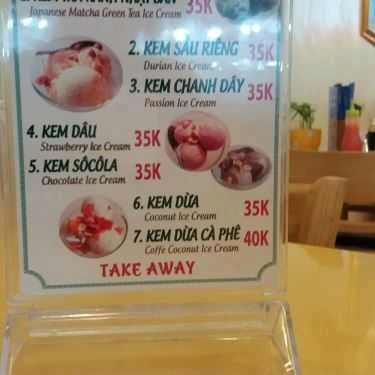 Japanese Matcha Green Tea Ice Cream 35K
2. KEM SẦU RIÊNG 35K
Durian Ice Cream
3. KEM CHANH DÂY 35K
Passion Ice Cream
4. KEM DÂU 35K
Strawberry Ice Cream
5. KEM SÔCÔLA 35K
Chocolate Ice Cream
6. KEM DỪA 35K
Coconut Ice Cream
7. KEM DỪA CÀ PHÊ 40K
Coffe Coconut Ice Cream
TAKE AWAY